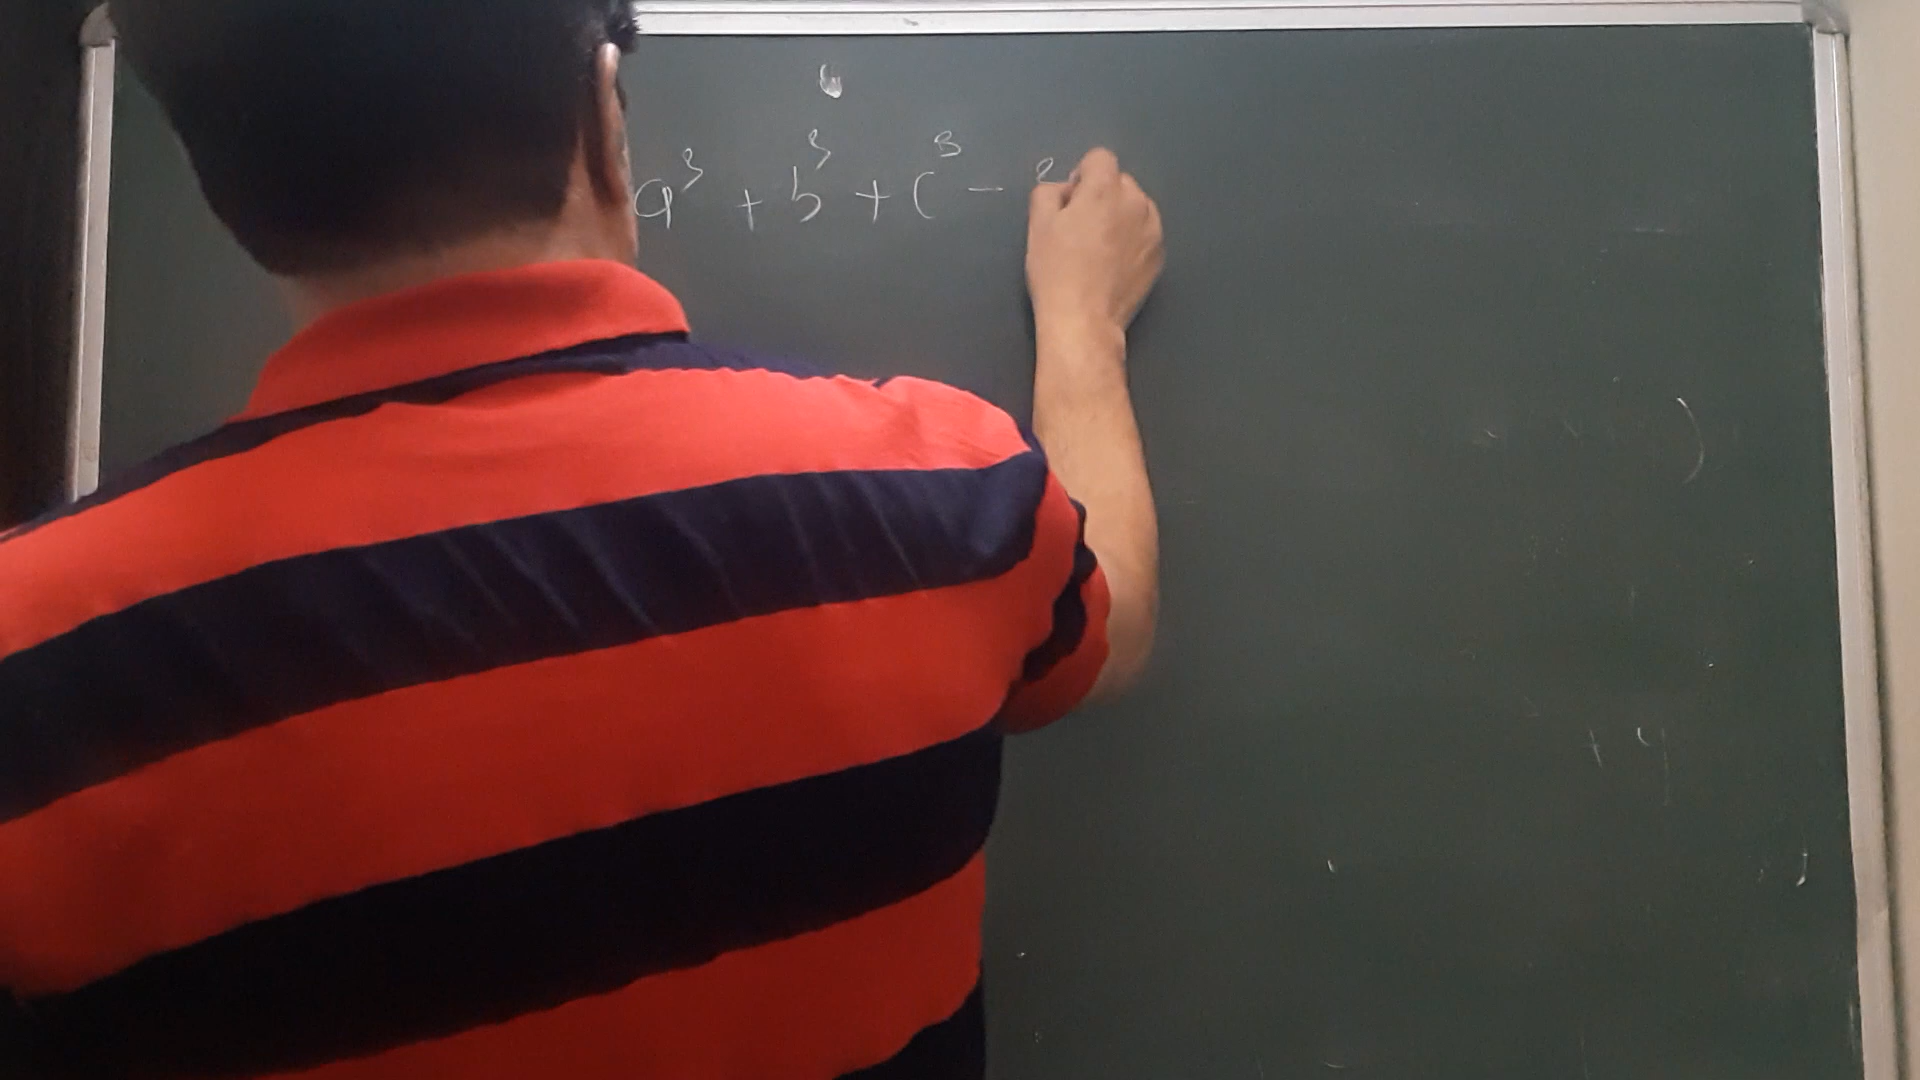 a³ + b³ + c³ -
)
+ y